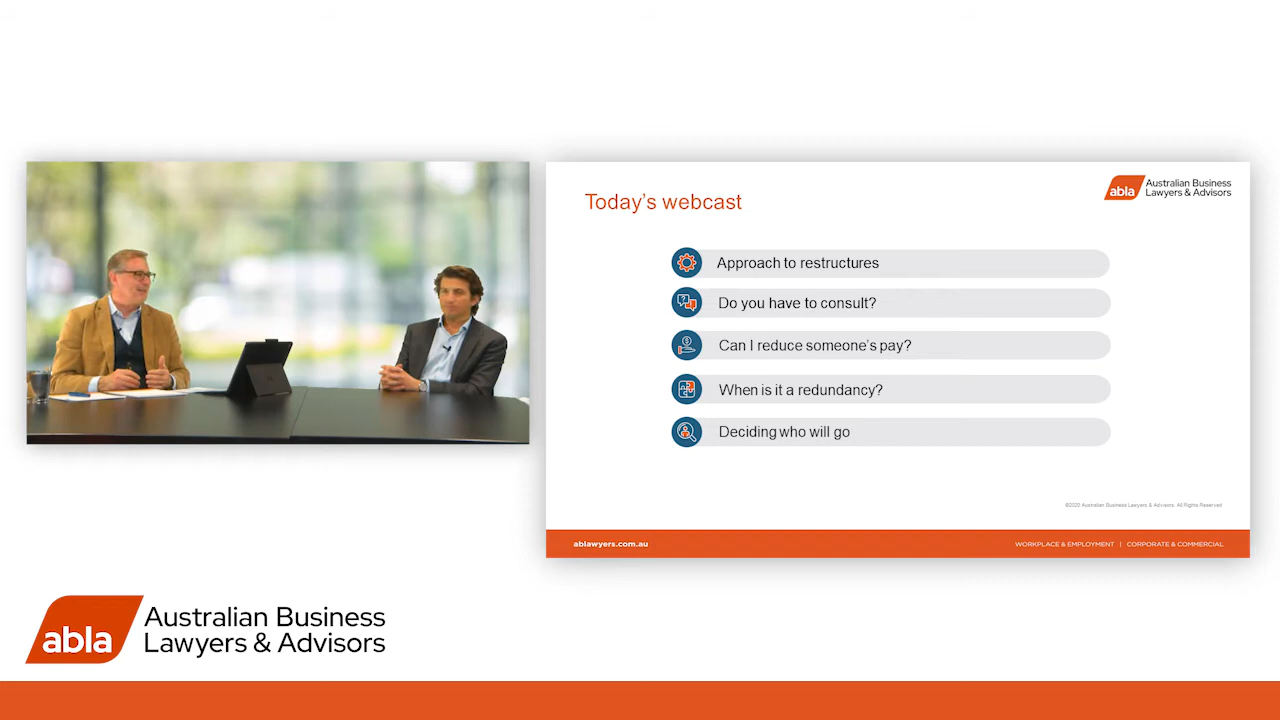 Today's webcast
abla
Australian Business
Lawyers & Advisors
Approach to restructures
Do you have to consult?
Can I reduce someone's pay?
When is it a redundancy?
Deciding who will go
©2020 Australian Business Lawyers & Advisors. All Rights Reserved
ablawyers.com.au
WORKPLACE & EMPLOYMENT | CORPORATE & COMMERCIAL
abla
Australian Business
Lawyers & Advisors